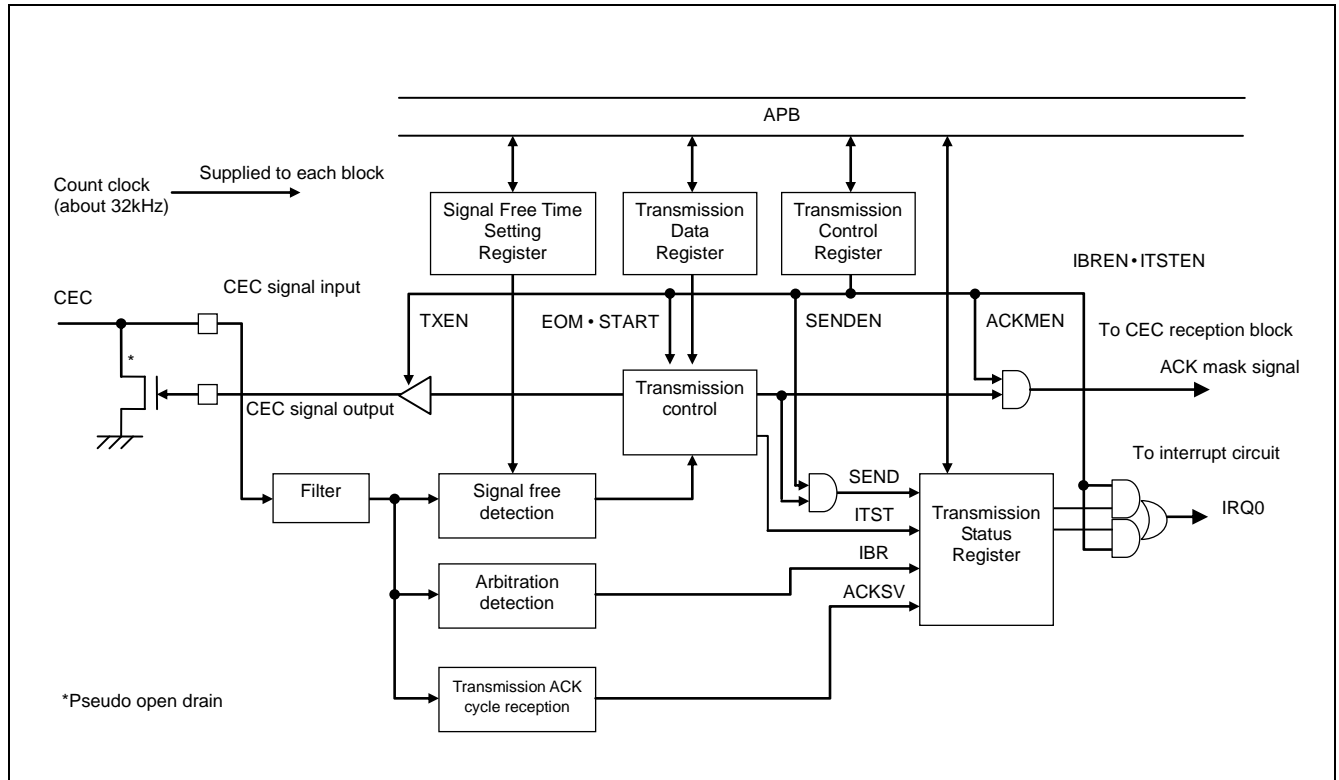 APB
Supplied to each block
Count clock
(about 32kHz)
Signal Free Time
Setting
Register
Transmission
Data
Register
Transmission
Control
Register
IBREN・ITSTEN
CEC signal input
CEC
TXEN
EOM・START
SENDEN
ACKMEN
To CEC reception block
ACK mask signal
*
CEC signal output
Transmission
control
To interrupt circuit
Filter
Signal free
detection
SEND
ITST
IBR
ACKSV
Transmission
Status
Register
IRQ0
Arbitration
detection
Transmission ACK
cycle reception
*Pseudo open drain